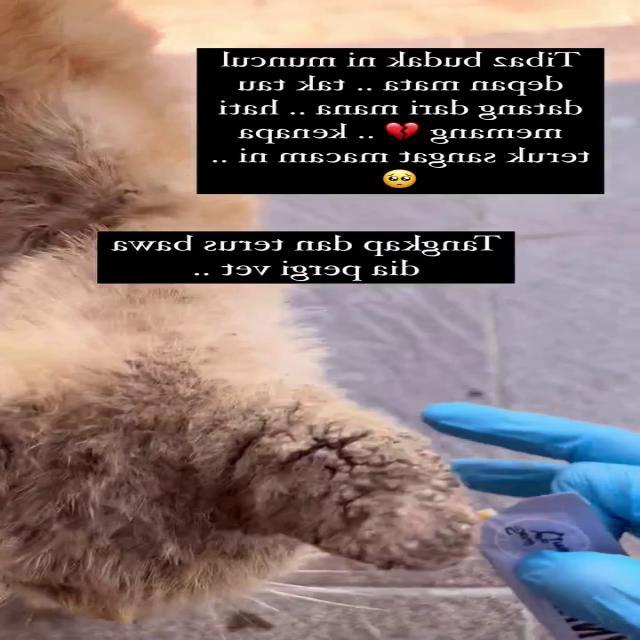 Tibaz budak ni muncul
depan mata .. tak tau
datang dari mana .. hati
memang 💔 .. kenapa
teruk sangat macam ni ..
🥺
Tangkap dan terus bawa
dia pergi vet ..